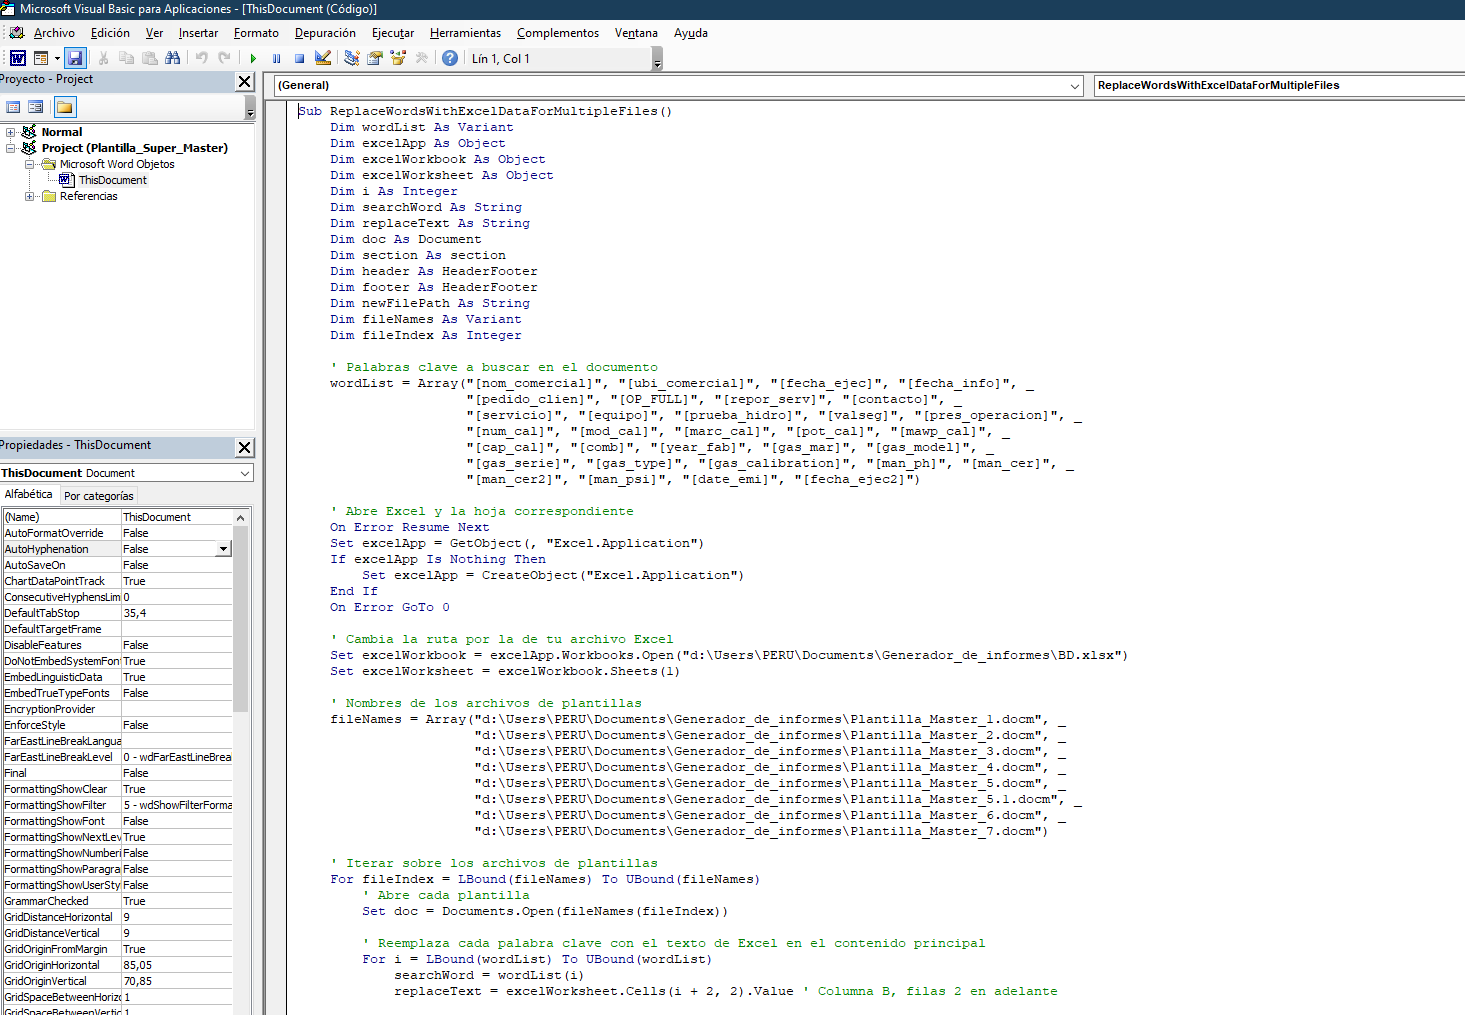 Microsoft Visual Basic para Aplicaciones - [ThisDocument (Código)]
Archivo Edición Ver Insertar Formato Depuración Ejecutar Herramientas Complementos Ventana Ayuda
Lín 1, Col 1
Proyecto - Project
Normal
Project (Plantilla_Super_Master)
Microsoft Word Objetos
ThisDocument
Referencias
Propiedades - ThisDocument
ThisDocument Document
Alfabética Por categorías
(Name) ThisDocument
AutoFormatOverride False
AutoHyphenation False
AutoSaveOn False
ChartDataPointTrack True
ConsecutiveHyphensLim 0
DefaultTabStop 35,4
DefaultTargetFrame
DisableFeatures False
DoNotEmbedSystemFont True
EmbedLinguisticData True
EmbedTrueTypeFonts False
EncryptionProvider
EnforceStyle False
FarEastLineBreakLangua
FarEastLineBreakLevel 0 - wdFarEastLineBrea
Final False
FormattingShowClear True
FormattingShowFilter 5 - wdShowFilterForma
FormattingShowFont False
FormattingShowNextLev True
FormattingShowNumberi False
FormattingShowParagra False
FormattingShowUserSty False
GrammarChecked True
GridDistanceHorizontal 9
GridDistanceVertical 9
GridOriginFromMargin True
GridOriginHorizontal 85,05
GridOriginVertical 70,85
GridSpaceBetweenHorizo 1
GridSpaceBetweenVertic 1
(General) ReplaceWordsWithExcelDataForMultipleFiles
Sub ReplaceWordsWithExcelDataForMultipleFiles()
Dim wordList As Variant
Dim excelApp As Object
Dim excelWorkbook As Object
Dim excelWorksheet As Object
Dim i As Integer
Dim searchWord As String
Dim replaceText As String
Dim doc As Document
Dim section As section
Dim header As HeaderFooter
Dim footer As HeaderFooter
Dim newFilePath As String
Dim fileNames As Variant
Dim fileIndex As Integer
' Palabras clave a buscar en el documento
wordList = Array("[nom_comercial]", "[ubi_comercial]", "[fecha_ejec]", "[fecha_info]", _
"[pedido_clien]", "[OP_FULL]", "[repor_serv]", "[contacto]", _
"[servicio]", "[equipo]", "[prueba_hidro]", "[valseg]", "[pres_operacion]", _
"[num_cal]", "[mod_cal]", "[marc_cal]", "[pot_cal]", "[mawp_cal]", _
"[cap_cal]", "[comb]", "[year_fab]", "[gas_mar]", "[gas_model]", _
"[gas_serie]", "[gas_type]", "[gas_calibration]", "[man_ph]", "[man_cer]", _
"[man_cer2]", "[man_psi]", "[date_emi]", "[fecha_ejec2]")
' Abre Excel y la hoja correspondiente
On Error Resume Next
Set excelApp = GetObject(, "Excel.Application")
If excelApp Is Nothing Then
Set excelApp = CreateObject("Excel.Application")
End If
On Error GoTo 0
' Cambia la ruta por la de tu archivo Excel
Set excelWorkbook = excelApp.Workbooks.Open("d:\Users\PERU\Documents\Generador_de_informes\BD.xlsx")
Set excelWorksheet = excelWorkbook.Sheets(1)
' Nombres de los archivos de plantillas
fileNames = Array("d:\Users\PERU\Documents\Generador_de_informes\Plantilla_Master_1.docm", _
"d:\Users\PERU\Documents\Generador_de_informes\Plantilla_Master_2.docm", _
"d:\Users\PERU\Documents\Generador_de_informes\Plantilla_Master_3.docm", _
"d:\Users\PERU\Documents\Generador_de_informes\Plantilla_Master_4.docm", _
"d:\Users\PERU\Documents\Generador_de_informes\Plantilla_Master_5.docm", _
"d:\Users\PERU\Documents\Generador_de_informes\Plantilla_Master_5.1.docm", _
"d:\Users\PERU\Documents\Generador_de_informes\Plantilla_Master_6.docm", _
"d:\Users\PERU\Documents\Generador_de_informes\Plantilla_Master_7.docm")
' Iterar sobre los archivos de plantillas
For fileIndex = LBound(fileNames) To UBound(fileNames)
' Abre cada plantilla
Set doc = Documents.Open(fileNames(fileIndex))
' Reemplaza cada palabra clave con el texto de Excel en el contenido principal
For i = LBound(wordList) To UBound(wordList)
searchWord = wordList(i)
replaceText = excelWorksheet.Cells(i + 2, 2).Value ' Columna B, filas 2 en adelante